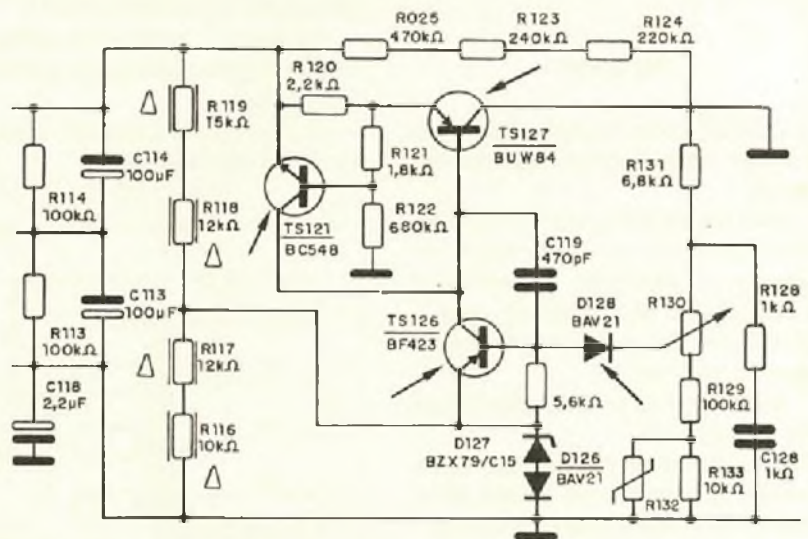 RO25
470kΩ
R123
240kΩ
R124
220kΩ
R120
2,2kΩ
R119
15kΩ
TS127
BUW84
C114
100µF
R121
1,8kΩ
R131
6,8kΩ
R114
100kΩ
R118
12kΩ
TS121
BC548
R122
680kΩ
C119
470pF
R128
1kΩ
C113
100µF
TS126
BF423
D128
BAV21
R130
R113
100kΩ
R117
12kΩ
R129
100kΩ
C118
2,2µF
5,6kΩ
R116
10kΩ
D127
BZX79/C15
D126
BAV21
C128
1kΩ
R133
10kΩ
R132